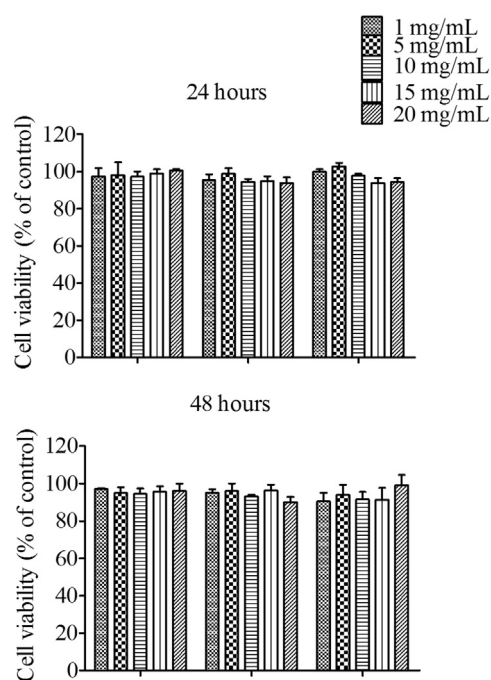 1 mg/mL
5 mg/mL
10 mg/mL
15 mg/mL
20 mg/mL
24 hours
Cell viability (% of control)
120
100
80
60
40
20
0
48 hours
Cell viability (% of control)
120
100
80
60
40
20
0